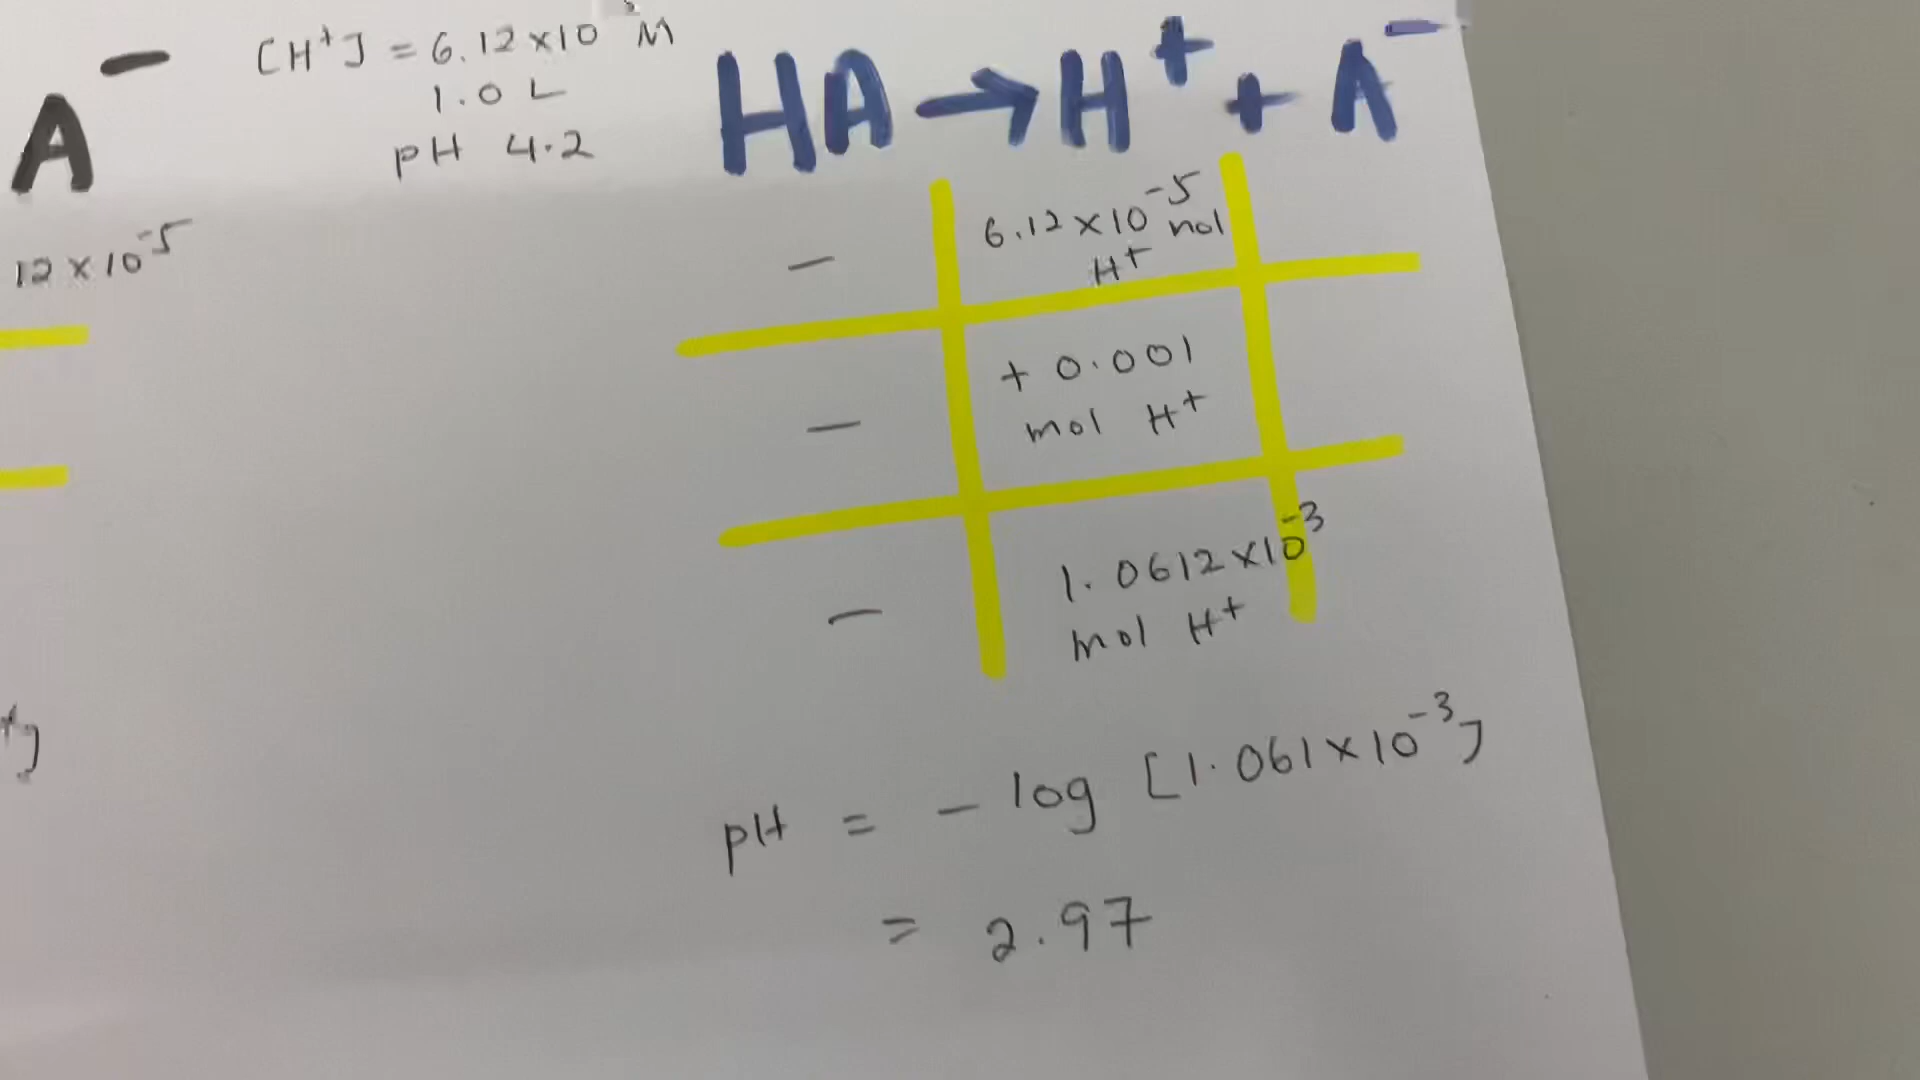 A⁻
12 x 10⁻⁵
[H⁺] = 6.12 x 10 M
1.0 L
pH 4.2
HA → H⁺ + A⁻
— 6.12 x 10⁻⁵ mol
H⁺
— + 0.001
mol H⁺
— 1.0612 x 10⁻³
mol H⁺
pH = - log [1.061 x 10⁻³]
= 2.97